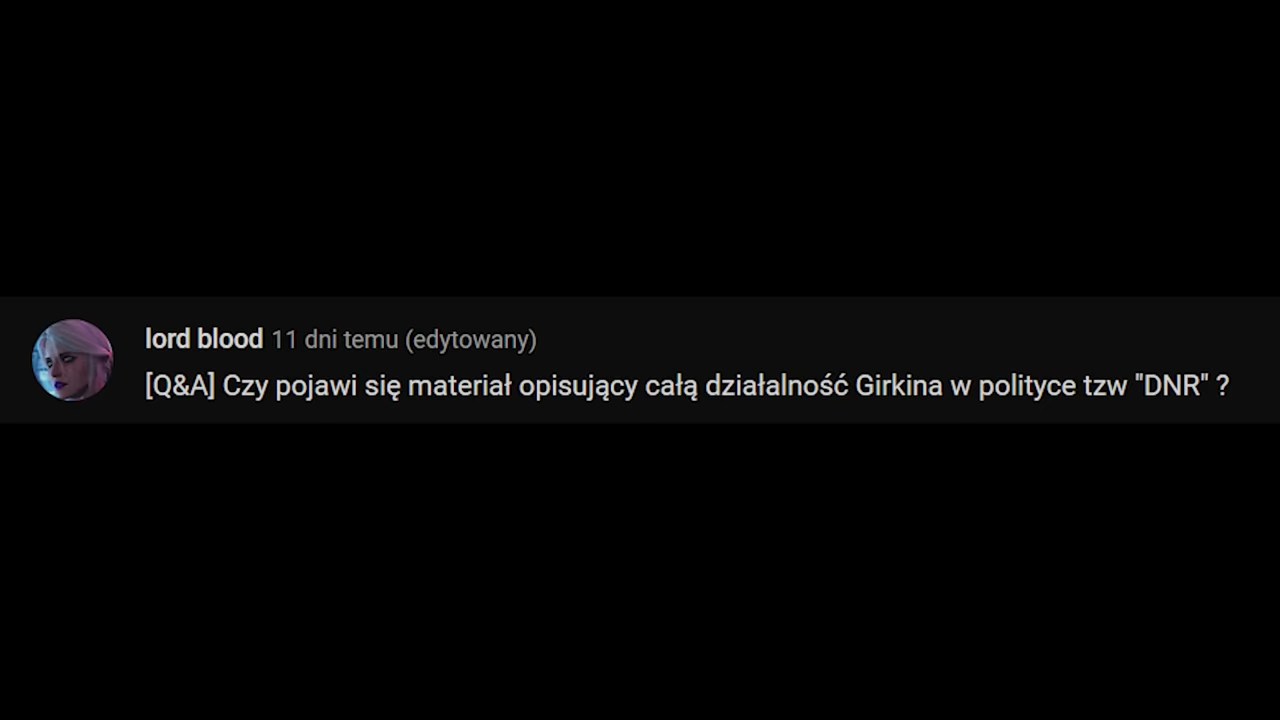 lord blood 11 dni temu (edytowany)
[Q&A] Czy pojawi się materiał opisujący całą działalność Girkina w polityce tzw "DNR" ?